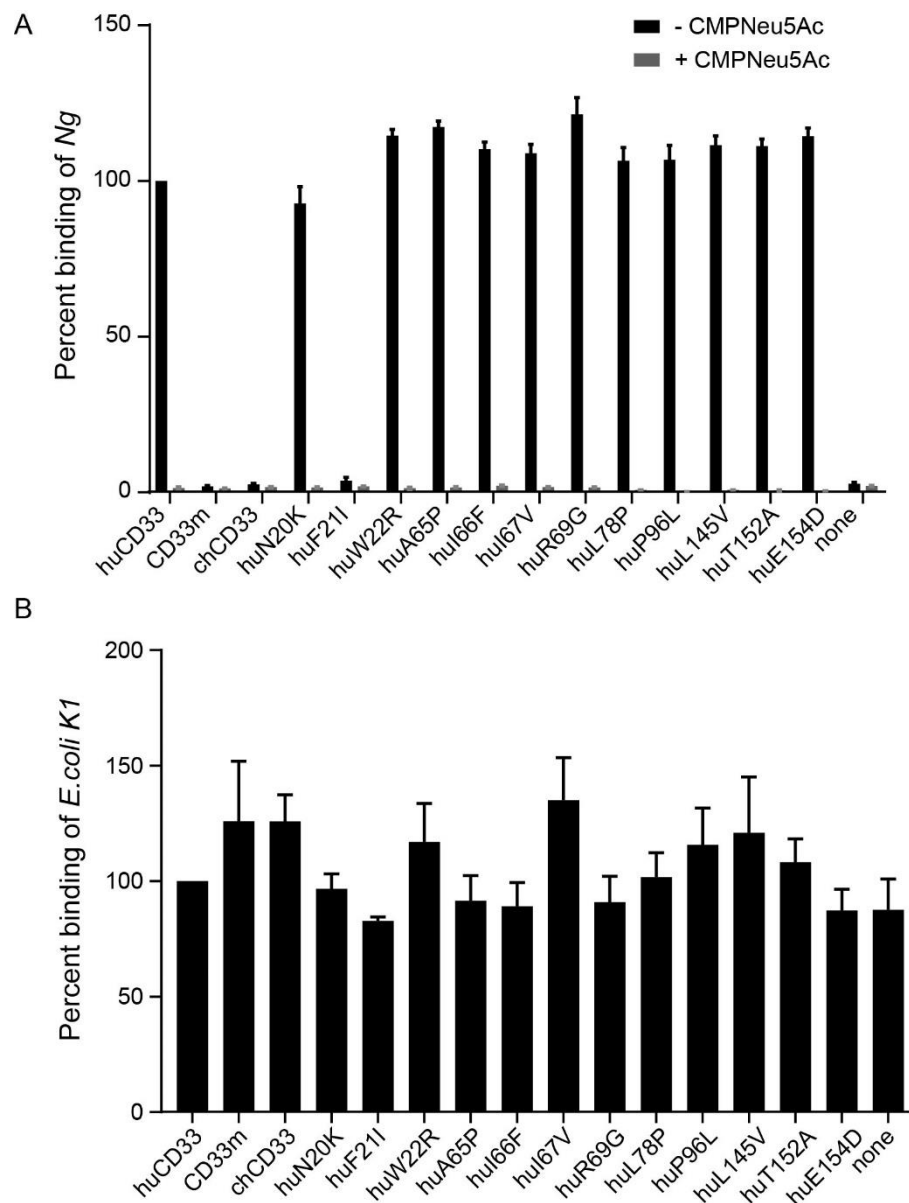 A
- CMPNeu5Ac
+ CMPNeu5Ac
Percent binding of Ng
150
100
50
0
huCD33
CD33m
chCD33
huN20K
huF21I
huW22R
huA65P
huI66F
huI67V
huR69G
huL78P
huP96L
huL145V
huT152A
huE154D
none
B
Percent binding of E.coli K1
200
150
100
50
0
huCD33
CD33m
chCD33
huN20K
huF21I
huW22R
huA65P
huI66F
huI67V
huR69G
huL78P
huP96L
huL145V
huT152A
huE154D
none